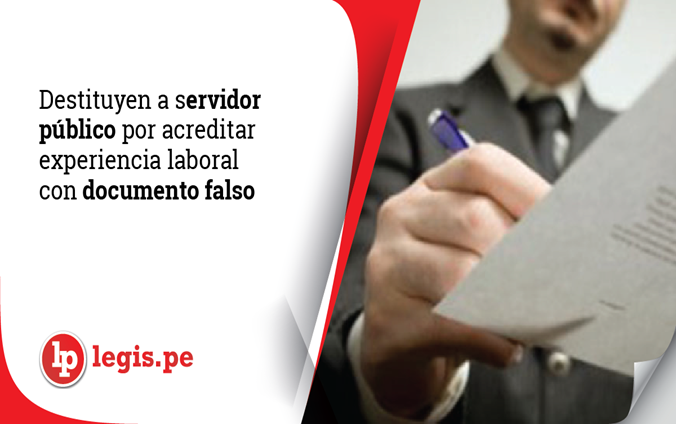 Destituyen a servidor
público por acreditar
experiencia laboral
con documento falso
lp legis.pe